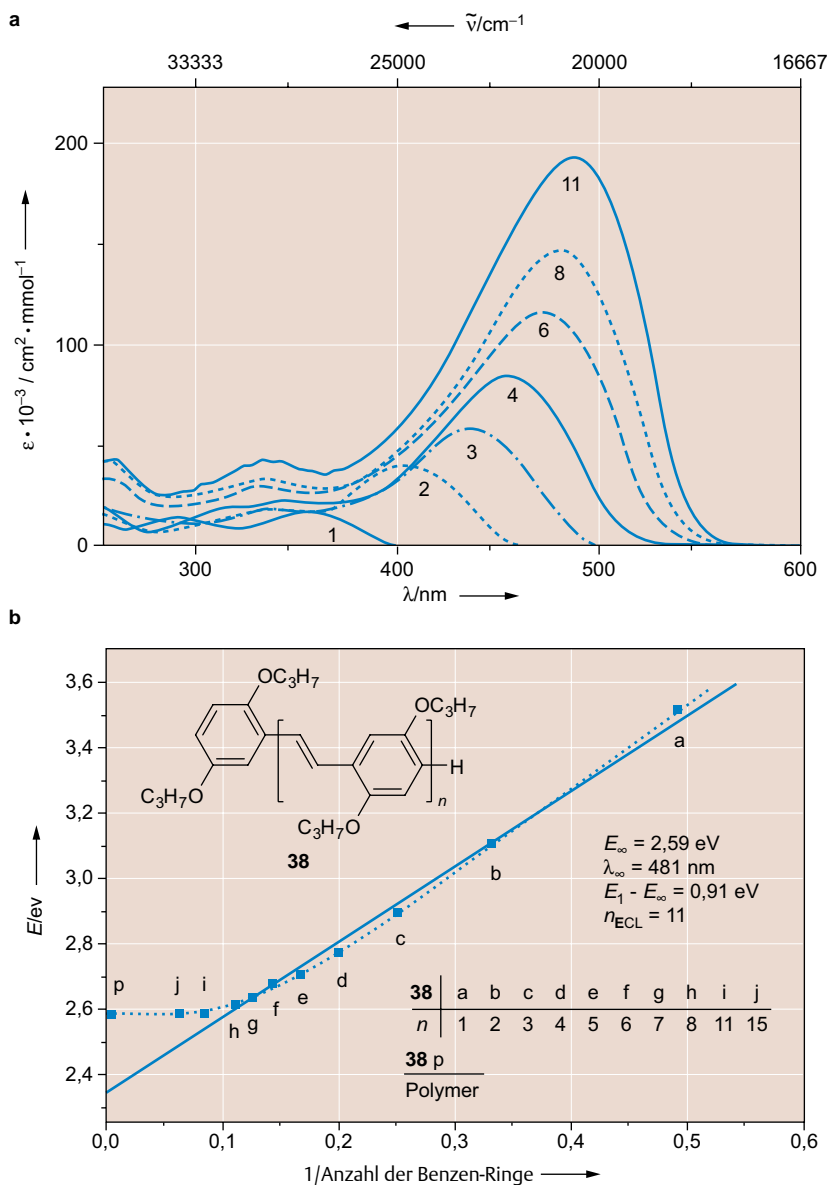 a
ν̃/cm⁻¹
33333 25000 20000 16667
200
100
0
ε · 10⁻³ / cm² · mmol⁻¹
11
8
6
4
3
2
1
300 400 500 600
λ/nm
b
3,6
3,4
3,2
3,0
2,8
2,6
2,4
E/ev
OC₃H₇
OC₃H₇
H
n
C₃H₇O
C₃H₇O
38
a
b
c
d
e
f
g
h
i
j
p
E∞ = 2,59 eV
λ∞ = 481 nm
E₁ - E∞ = 0,91 eV
nECL = 11
38 a b c d e f g h i j
n 1 2 3 4 5 6 7 8 11 15
38 p
Polymer
0,0 0,1 0,2 0,3 0,4 0,5 0,6
1/Anzahl der Benzen-Ringe